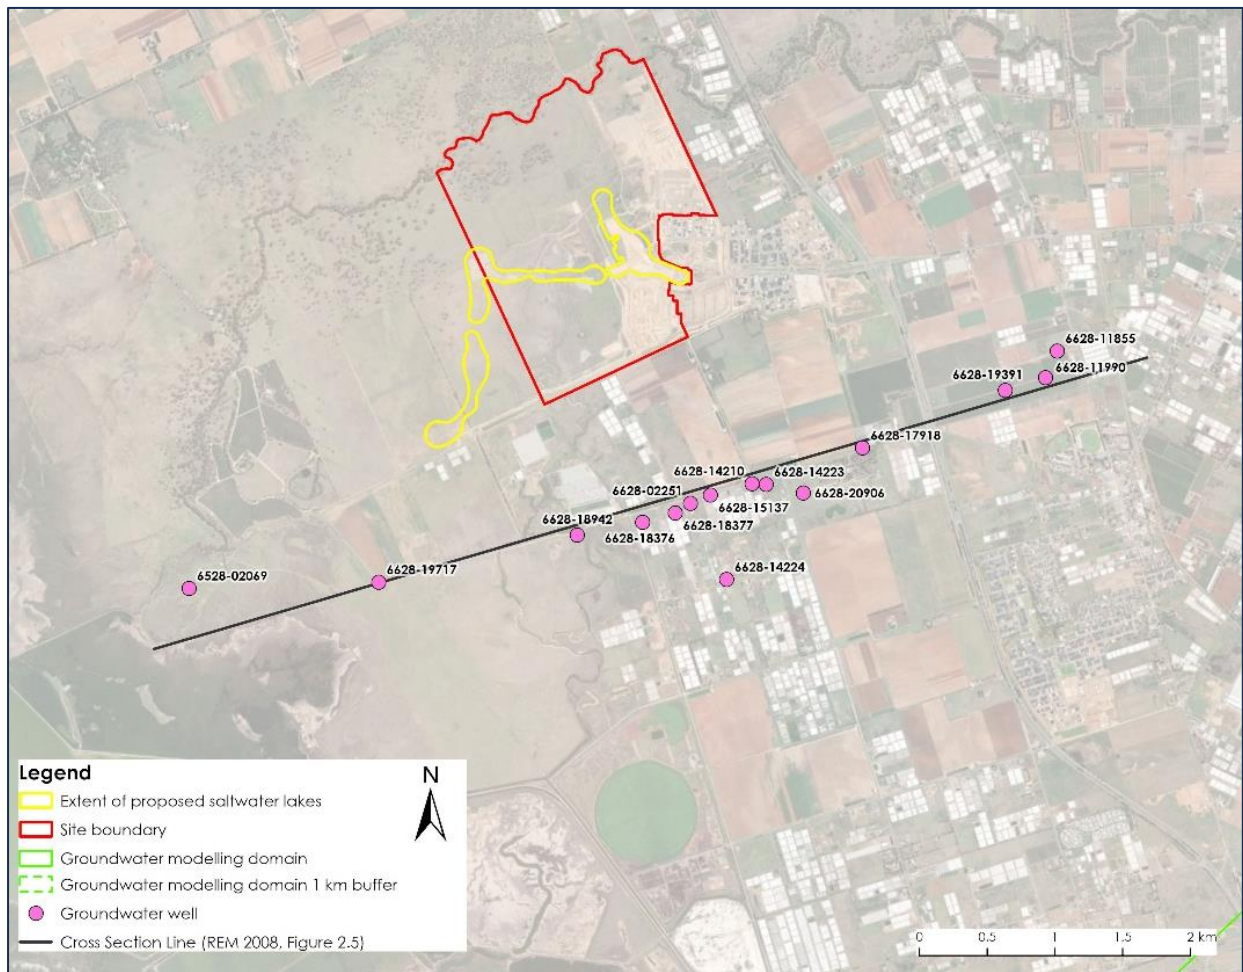 6628-11855
6628-11990
6628-19391
6628-17918
6628-14210
6628-14223
6628-02251
6628-20906
6628-15137
6628-18942
6628-18377
6628-18376
6628-19717
6528-02069
6628-14224
Legend
N
Extent of proposed saltwater lakes
Site boundary
Groundwater modelling domain
Groundwater modelling domain 1 km buffer
Groundwater well
Cross Section Line (REM 2008, Figure 2.5)
0 0.5 1 1.5 2 km